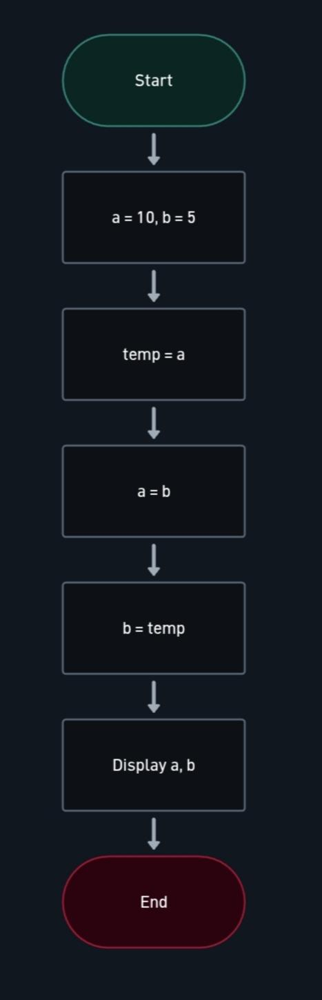 Start
a = 10, b = 5
temp = a
a = b
b = temp
Display a, b
End